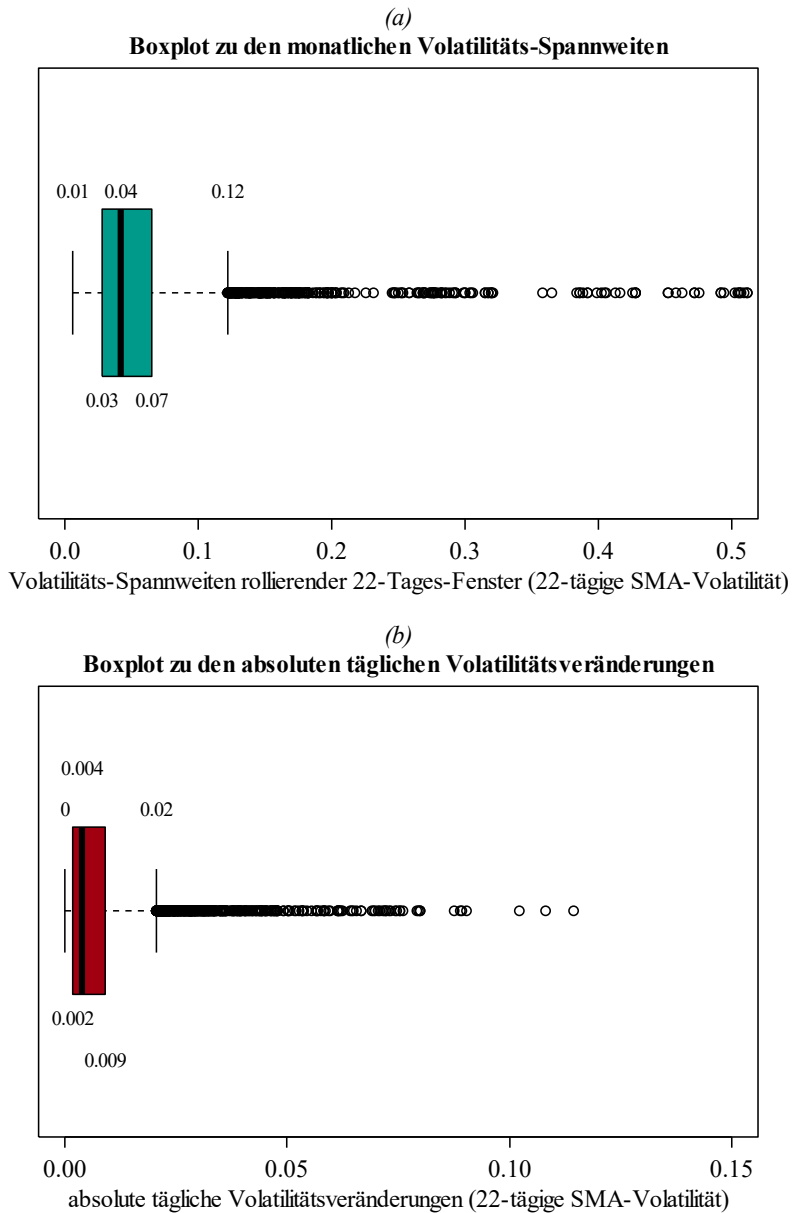 (a)
Boxplot zu den monatlichen Volatilitäts-Spannweiten
0.01 0.04 0.12
0.03 0.07
0.0 0.1 0.2 0.3 0.4 0.5
Volatilitäts-Spannweiten rollierender 22-Tages-Fenster (22-tägige SMA-Volatilität)
(b)
Boxplot zu den absoluten täglichen Volatilitätsveränderungen
0.004
0 0.02
0.002
0.009
0.00 0.05 0.10 0.15
absolute tägliche Volatilitätsveränderungen (22-tägige SMA-Volatilität)